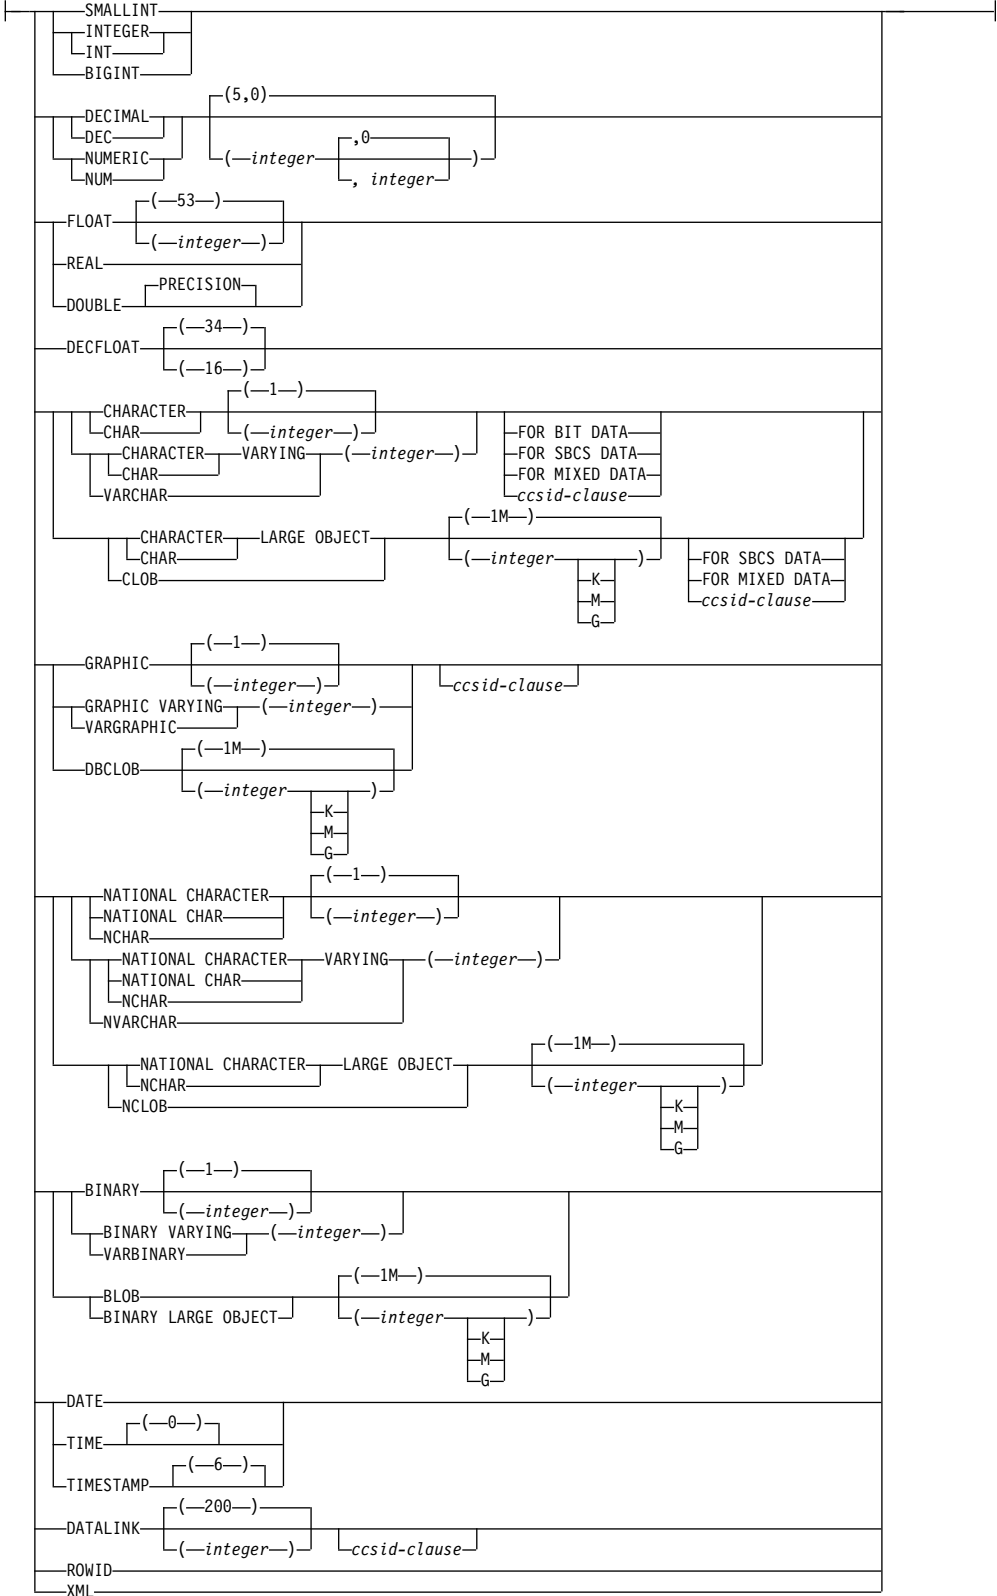 SMALLINT
INTEGER
INT
BIGINT
(5,0)
DECIMAL
DEC ,0
NUMERIC ( integer )
NUM , integer
( 53 )
FLOAT
( integer )
REAL
PRECISION
DOUBLE
( 34 )
DECFLOAT
( 16 )
( 1 )
CHARACTER
CHAR ( integer ) FOR BIT DATA
CHARACTER VARYING ( integer ) FOR SBCS DATA
CHAR FOR MIXED DATA
VARCHAR ccsid-clause
( 1M )
CHARACTER LARGE OBJECT
CHAR ( integer ) FOR SBCS DATA
CLOB K FOR MIXED DATA
M ccsid-clause
G
( 1 )
GRAPHIC
( integer ) ccsid-clause
GRAPHIC VARYING ( integer )
VARGRAPHIC
( 1M )
DBCLOB
( integer )
K
M
G
( 1 )
NATIONAL CHARACTER
NATIONAL CHAR ( integer )
NCHAR
NATIONAL CHARACTER VARYING ( integer )
NATIONAL CHAR
NCHAR
NVARCHAR
( 1M )
NATIONAL CHARACTER LARGE OBJECT
NCHAR ( integer )
NCLOB K
M
G
( 1 )
BINARY
( integer )
BINARY VARYING ( integer )
VARBINARY
( 1M )
BLOB
BINARY LARGE OBJECT ( integer )
K
M
G
DATE
( 0 )
TIME
( 6 )
TIMESTAMP
( 200 )
DATALINK
( integer ) ccsid-clause
ROWID
XML